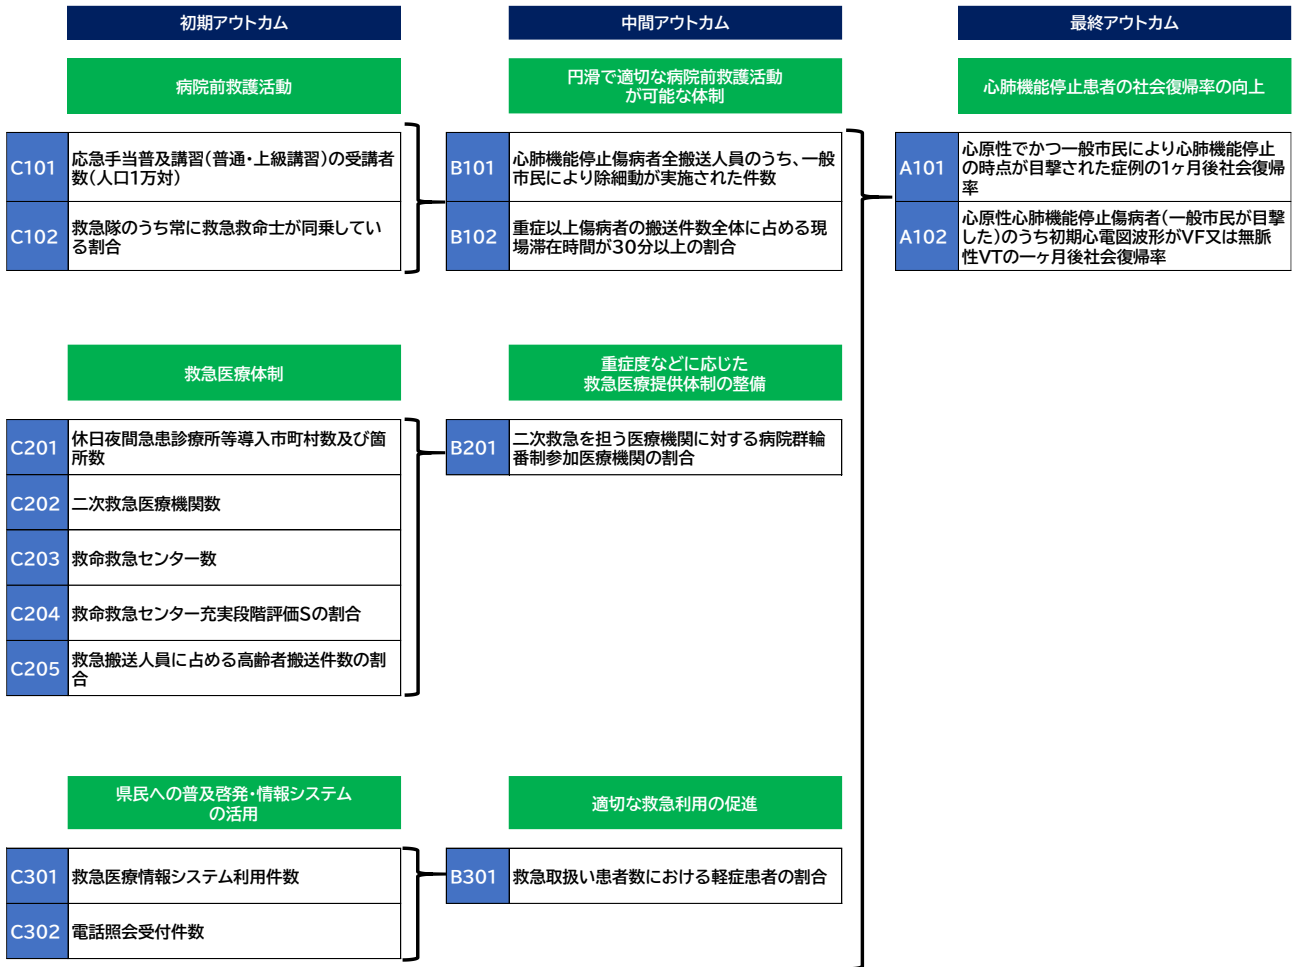 初期アウトカム
中間アウトカム
最終アウトカム
病院前救護活動
円滑で適切な病院前救護活動
が可能な体制
心肺機能停止患者の社会復帰率の向上
C101
応急手当普及講習(普通・上級講習)の受講者
数(人口1万対)
C102
救急隊のうち常に救急救命士が同乗してい
る割合
B101
心肺機能停止傷病者全搬送人員のうち、一般
市民により除細動が実施された件数
B102
重症以上傷病者の搬送件数全体に占める現
場滞在時間が30分以上の割合
A101
心原性でかつ一般市民により心肺機能停止
の時点が目撃された症例の1ヶ月後社会復帰
率
A102
心原性心肺機能停止傷病者(一般市民が目撃
した)のうち初期心電図波形がVF又は無脈
性VTの一ヶ月後社会復帰率
救急医療体制
重症度などに応じた
救急医療提供体制の整備
C201
休日夜間急患診療所等導入市町村数及び箇
所数
C202
二次救急医療機関数
C203
救命救急センター数
C204
救命救急センター充実段階評価Sの割合
C205
救急搬送人員に占める高齢者搬送件数の割
合
B201
二次救急を担う医療機関に対する病院群輪
番制参加医療機関の割合
県民への普及啓発・情報システム
の活用
適切な救急利用の促進
C301
救急医療情報システム利用件数
C302
電話照会受付件数
B301
救急取扱い患者数における軽症患者の割合